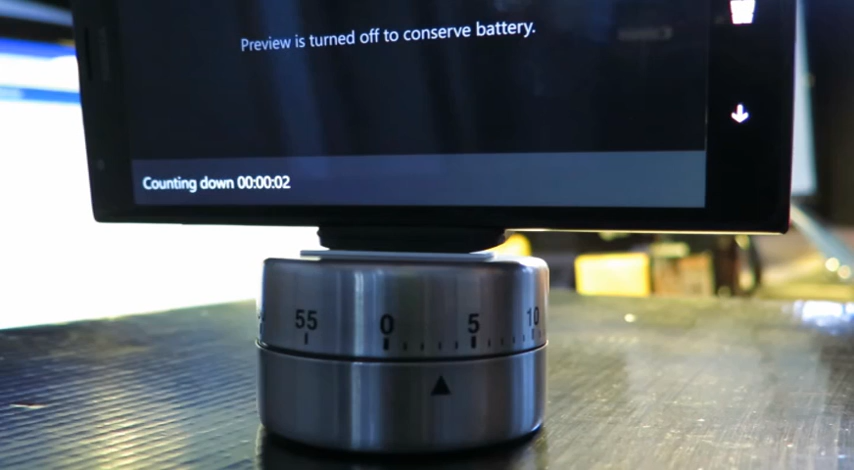 Preview is turned off to conserve battery.
Counting down 00:00:02
55 0 5 10